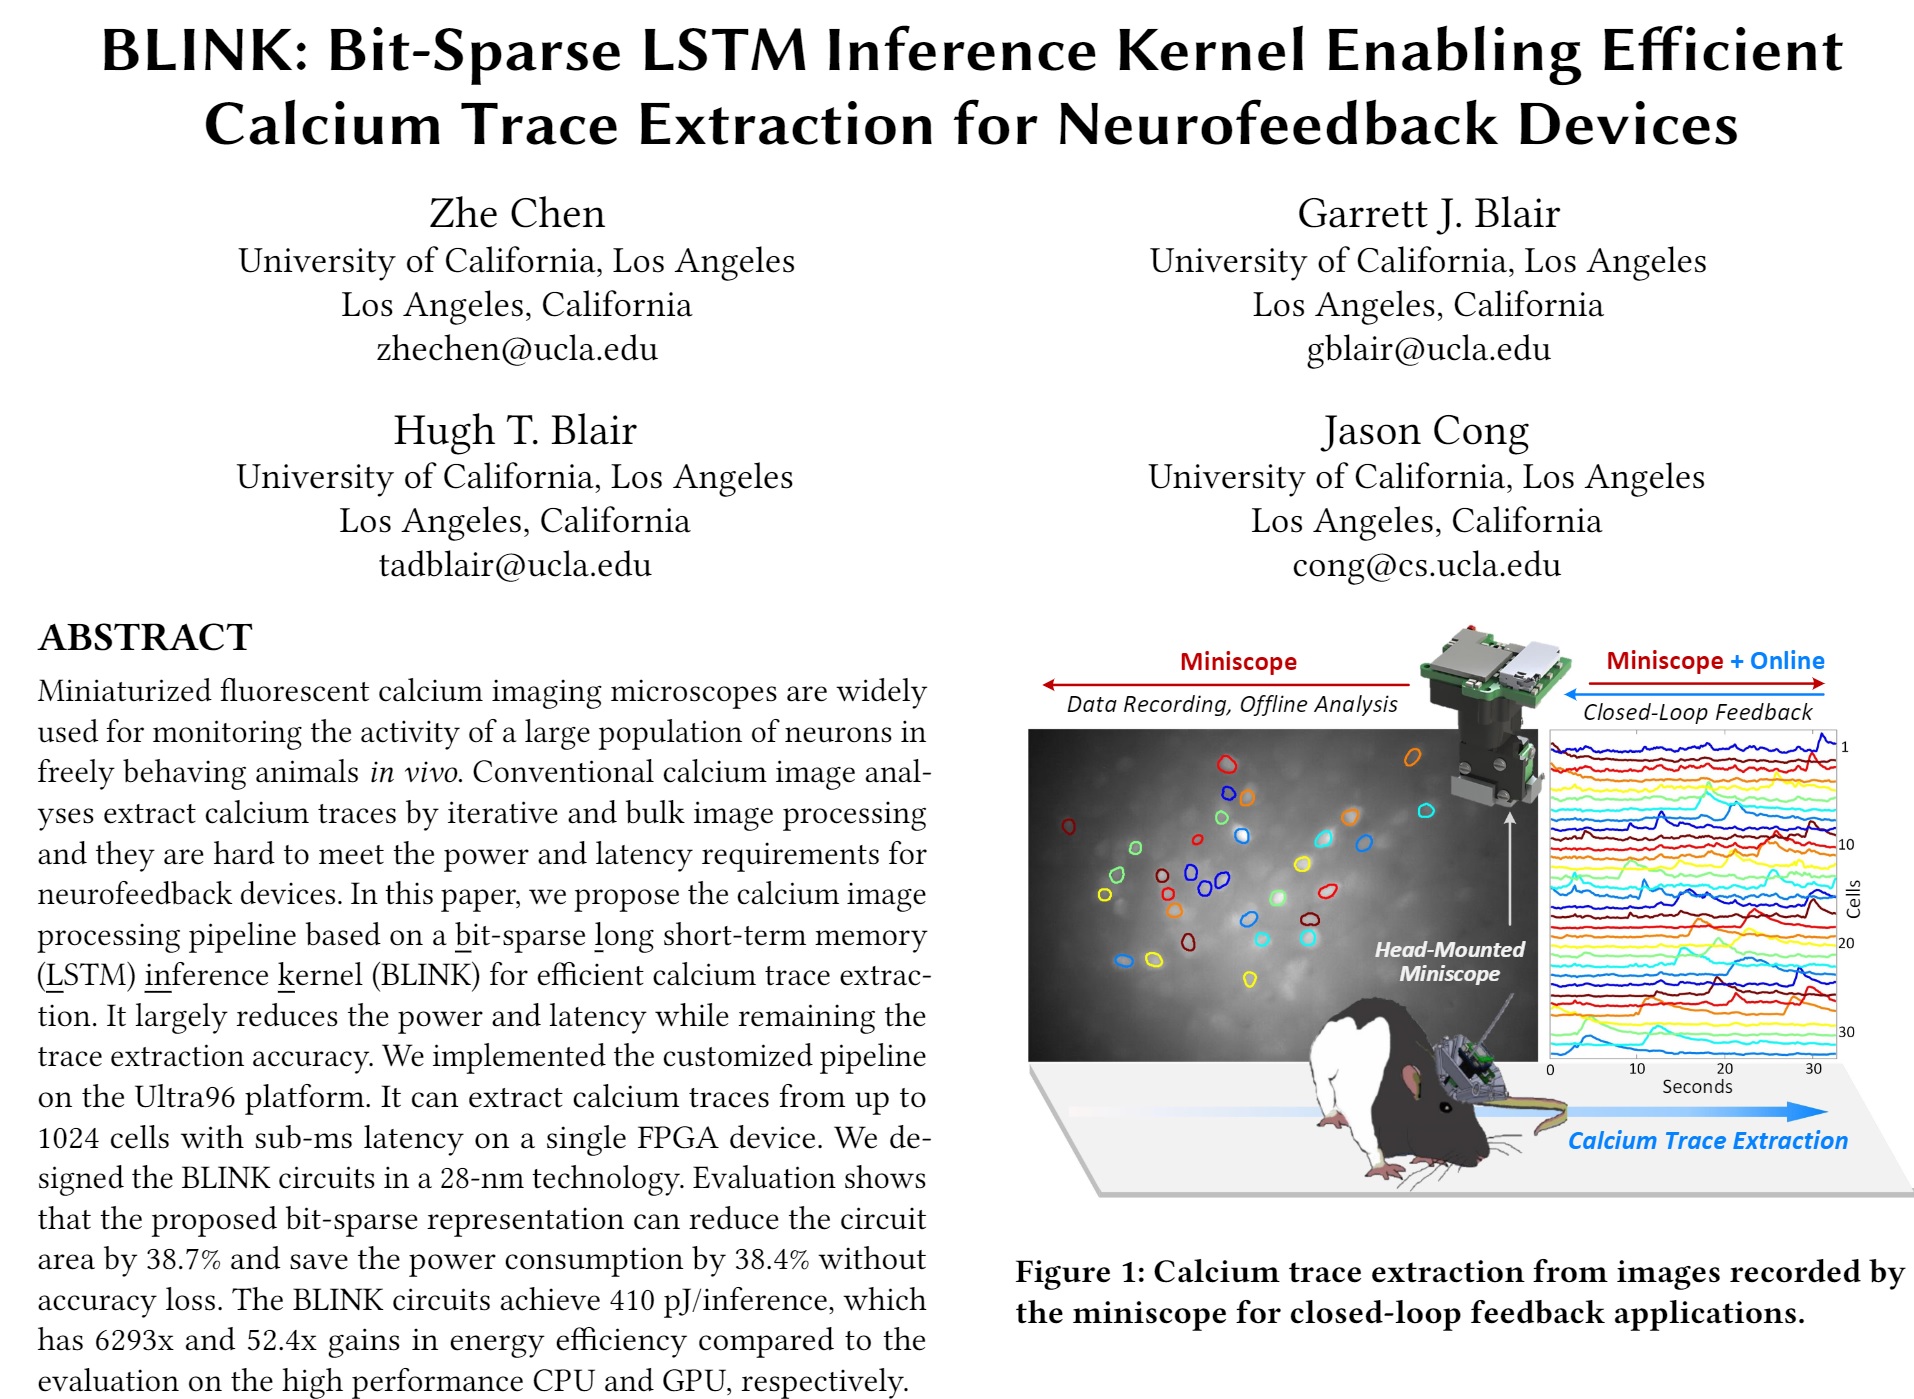 BLINK: Bit-Sparse LSTM Inference Kernel Enabling Efficient
Calcium Trace Extraction for Neurofeedback Devices
Zhe Chen
University of California, Los Angeles
Los Angeles, California
zhechen@ucla.edu
Garrett J. Blair
University of California, Los Angeles
Los Angeles, California
gblair@ucla.edu
Hugh T. Blair
University of California, Los Angeles
Los Angeles, California
tadblair@ucla.edu
Jason Cong
University of California, Los Angeles
Los Angeles, California
cong@cs.ucla.edu
ABSTRACT
Miniaturized fluorescent calcium imaging microscopes are widely
used for monitoring the activity of a large population of neurons in
freely behaving animals in vivo. Conventional calcium image anal-
yses extract calcium traces by iterative and bulk image processing
and they are hard to meet the power and latency requirements for
neurofeedback devices. In this paper, we propose the calcium image
processing pipeline based on a bit-sparse long short-term memory
(LSTM) inference kernel (BLINK) for efficient calcium trace extrac-
tion. It largely reduces the power and latency while remaining the
trace extraction accuracy. We implemented the customized pipeline
on the Ultra96 platform. It can extract calcium traces from up to
1024 cells with sub-ms latency on a single FPGA device. We de-
signed the BLINK circuits in a 28-nm technology. Evaluation shows
that the proposed bit-sparse representation can reduce the circuit
area by 38.7% and save the power consumption by 38.4% without
accuracy loss. The BLINK circuits achieve 410 pJ/inference, which
has 6293x and 52.4x gains in energy efficiency compared to the
evaluation on the high performance CPU and GPU, respectively.
Miniscope
Data Recording, Offline Analysis
Miniscope + Online
Closed-Loop Feedback
Head-Mounted
Miniscope
1
10
20
30
Cells
0 10 20 30
Seconds
Calcium Trace Extraction
Figure 1: Calcium trace extraction from images recorded by
the miniscope for closed-loop feedback applications.